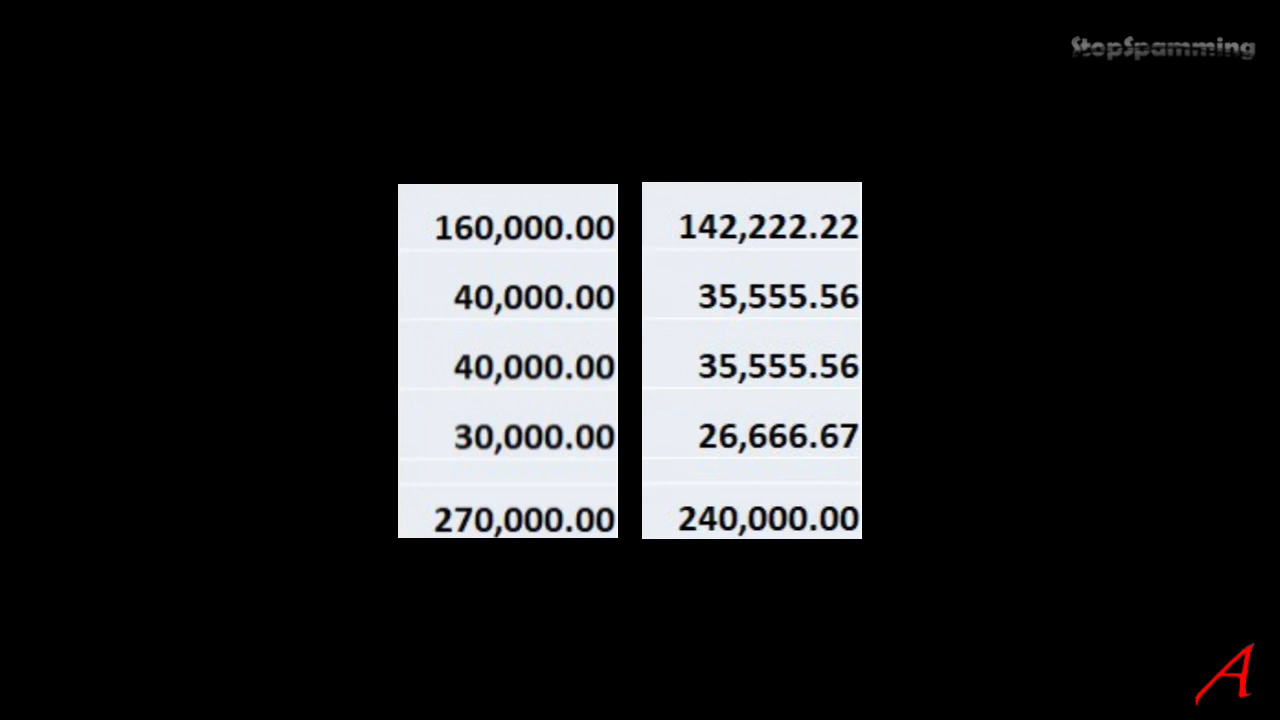 StopSpamming
160,000.00 142,222.22
40,000.00 35,555.56
40,000.00 35,555.56
30,000.00 26,666.67
270,000.00 240,000.00
A